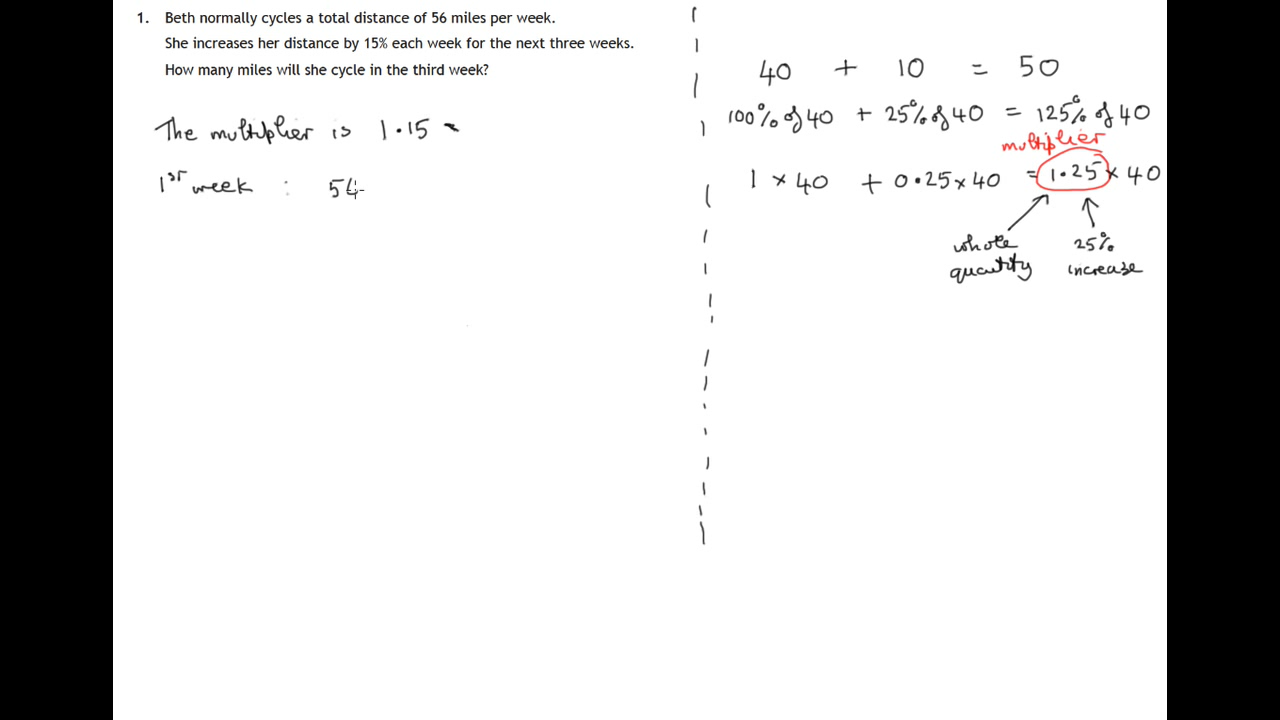 1. Beth normally cycles a total distance of 56 miles per week.
She increases her distance by 15% each week for the next three weeks.
How many miles will she cycle in the third week?
The multiplier is 1.15
1st week : 54
40 + 10 = 50
100% of 40 + 25% of 40 = 125% of 40
multiplier
1 × 40 + 0.25 × 40 = 1.25 × 40
whole quantity
25% increase